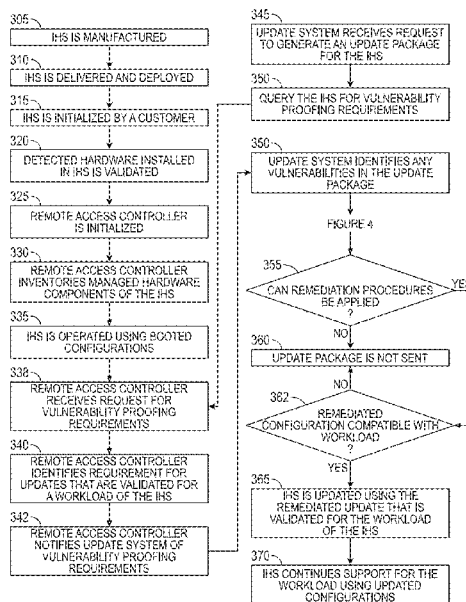 305
IHS IS MANUFACTURED
310
IHS IS DELIVERED AND DEPLOYED
315
IHS IS INITIALIZED BY A CUSTOMER
320
DETECTED HARDWARE INSTALLED
IN IHS IS VALIDATED
325
REMOTE ACCESS CONTROLLER
IS INITIALIZED
330
REMOTE ACCESS CONTROLLER
INVENTORIES MANAGED HARDWARE
COMPONENTS OF THE IHS
335
IHS IS OPERATED USING BOOTED
CONFIGURATIONS
338
REMOTE ACCESS CONTROLLER
RECEIVES REQUEST FOR
VULNERABILITY PROOFING
REQUIREMENTS
340
REMOTE ACCESS CONTROLLER
IDENTIFIES REQUIREMENT FOR
UPDATES THAT ARE VALIDATED FOR
A WORKLOAD OF THE IHS
342
REMOTE ACCESS CONTROLLER
NOTIFIES UPDATE SYSTEM OF
VULNERABILITY PROOFING
REQUIREMENTS
345
UPDATE SYSTEM RECEIVES REQUEST
TO GENERATE AN UPDATE PACKAGE
FOR THE IHS
350
QUERY THE IHS FOR VULNERABILITY
PROOFING REQUIREMENTS
350
UPDATE SYSTEM IDENTIFIES ANY
VULNERABILITIES IN THE UPDATE
PACKAGE
FIGURE 4
355
CAN REMEDIATION PROCEDURES
BE APPLIED
?
YES
NO
360
UPDATE PACKAGE IS NOT SENT
NO
362
REMEDIATED
CONFIGURATION COMPATIBLE WITH
WORKLOAD
?
YES
365
IHS IS UPDATED USING THE
REMEDIATED UPDATE THAT IS
VALIDATED FOR THE WORKLOAD
OF THE IHS
370
IHS CONTINUES SUPPORT FOR THE
WORKLOAD USING UPDATED
CONFIGURATIONS